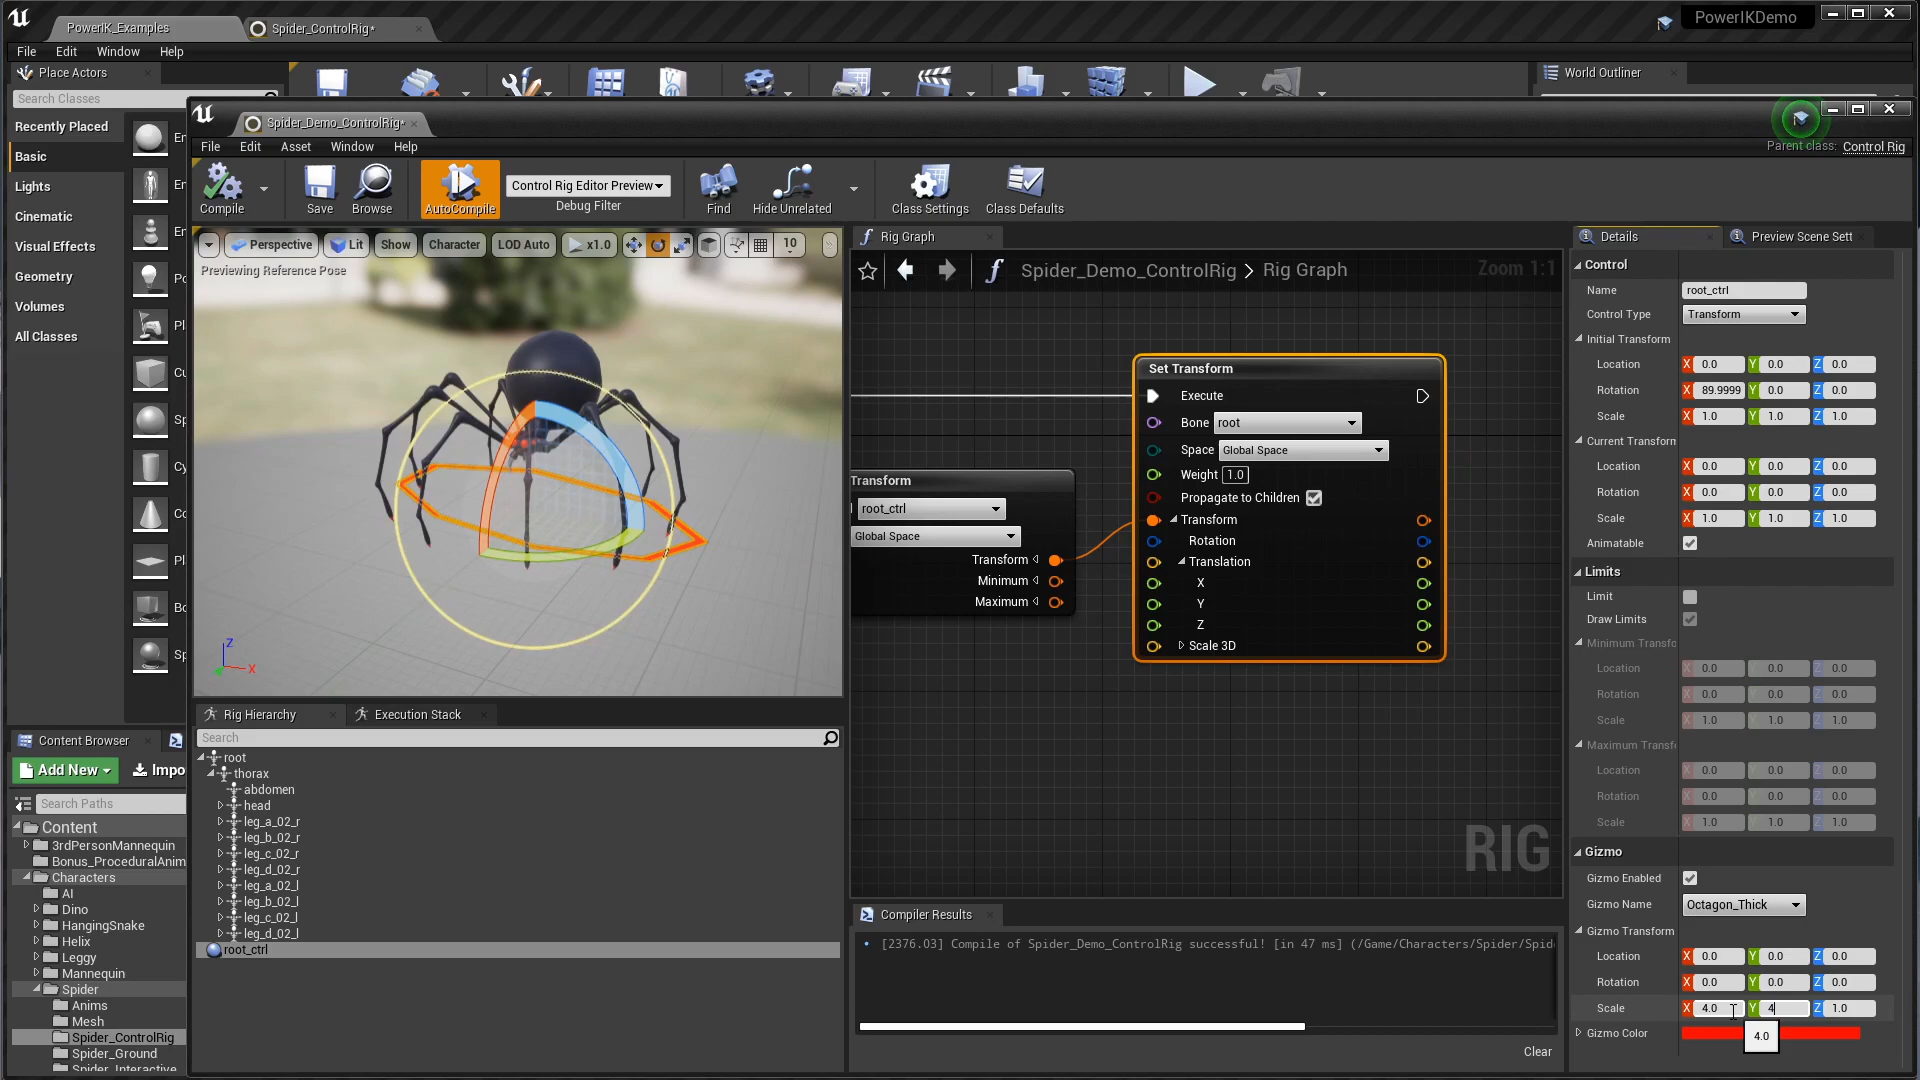 PowerIK_Examples
Spider_ControlRig*
PowerIKDemo
File Edit Window Help
Place Actors
World Outliner
Search Classes
Recently Placed
Basic
Lights
Cinematic
Visual Effects
Geometry
Volumes
All Classes
Spider_Demo_ControlRig*
File Edit Asset Window Help
Parent class: Control Rig
Compile
Save
Browse
AutoCompile
Control Rig Editor Preview
Debug Filter
Find
Hide Unrelated
Class Settings
Class Defaults
Perspective
Lit
Show
Character
LOD Auto
x1.0
10
Previewing Reference Pose
Z
X
Rig Graph
Spider_Demo_ControlRig > Rig Graph
Zoom 1:1
Set Transform
Execute
Bone root
Space Global Space
Weight 1.0
Propagate to Children
Transform
Rotation
Translation
X
Y
Z
Scale 3D
Transform
root_ctrl
Global Space
Transform
Minimum
Maximum
RIG
Rig Hierarchy
Execution Stack
Search
root
thorax
abdomen
head
leg_a_02_r
leg_b_02_r
leg_c_02_r
leg_d_02_r
leg_a_02_l
leg_b_02_l
leg_c_02_l
leg_d_02_l
root_ctrl
Compiler Results
[2376.03] Compile of Spider_Demo_ControlRig successful! [in 47 ms] (/Game/Characters/Spider/Spid
Clear
Content Browser
Add New
Impo
Search Paths
Content
3rdPersonMannequin
Bonus_ProceduralAnim
Characters
AI
Dino
HangingSnake
Helix
Leggy
Mannequin
Spider
Anims
Mesh
Spider_ControlRig
Spider_Ground
Spider_Interactive
Details
Preview Scene Sett
Control
Name root_ctrl
Control Type Transform
Initial Transform
Location X 0.0 Y 0.0 Z 0.0
Rotation X 89.9999 Y 0.0 Z 0.0
Scale X 1.0 Y 1.0 Z 1.0
Current Transform
Location X 0.0 Y 0.0 Z 0.0
Rotation X 0.0 Y 0.0 Z 0.0
Scale X 1.0 Y 1.0 Z 1.0
Animatable
Limits
Limit
Draw Limits
Minimum Transfo
Location X 0.0 Y 0.0 Z 0.0
Rotation X 0.0 Y 0.0 Z 0.0
Scale X 1.0 Y 1.0 Z 1.0
Maximum Transfo
Location X 0.0 Y 0.0 Z 0.0
Rotation X 0.0 Y 0.0 Z 0.0
Scale X 1.0 Y 1.0 Z 1.0
Gizmo
Gizmo Enabled
Gizmo Name Octagon_Thick
Gizmo Transform
Location X 0.0 Y 0.0 Z 0.0
Rotation X 0.0 Y 0.0 Z 0.0
Scale X 4.0 Y 4 Z 1.0
Gizmo Color
4.0